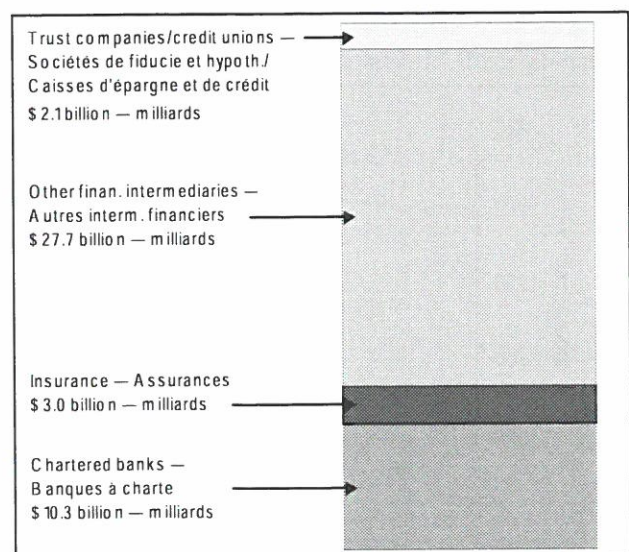 Trust companies/credit unions —
Sociétés de fiducie et hypoth./
Caisses d'épargne et de crédit
$ 2.1 billion — milliards
Other finan. intermediaries —
Autres interm. financiers
$ 27.7 billion — milliards
Insurance — Assurances
$ 3.0 billion — milliards
Chartered banks —
Banques à charte
$ 10.3 billion — milliards